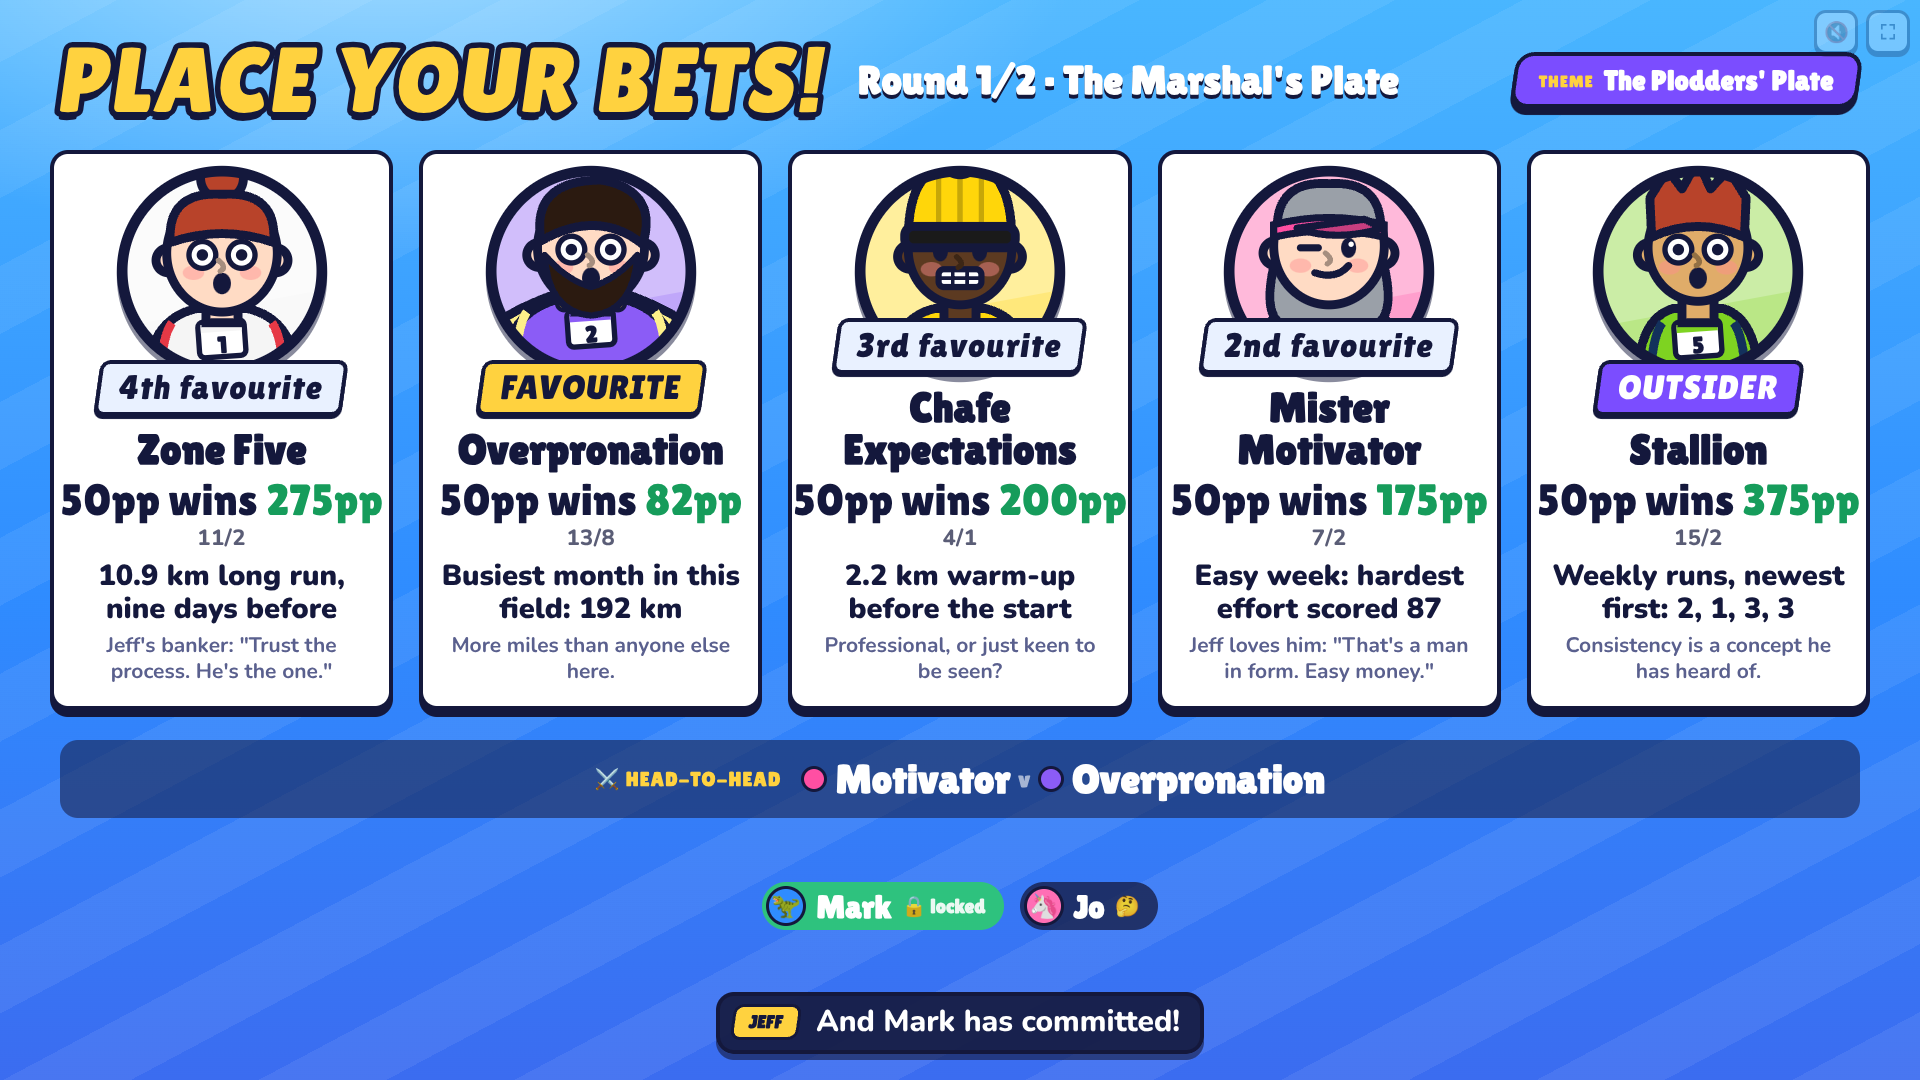 PLACE YOUR BETS!
Round 1/2 · The Marshal's Plate
THEME The Plodders' Plate
1
4th favourite
Zone Five
50pp wins 275pp
11/2
10.9 km long run,
nine days before
Jeff's banker: "Trust the
process. He's the one."
2
FAVOURITE
Overpronation
50pp wins 82pp
13/8
Busiest month in this
field: 192 km
More miles than anyone else
here.
3rd favourite
Chafe
Expectations
50pp wins 200pp
4/1
2.2 km warm-up
before the start
Professional, or just keen to
be seen?
2nd favourite
Mister
Motivator
50pp wins 175pp
7/2
Easy week: hardest
effort scored 87
Jeff loves him: "That's a man
in form. Easy money."
5
OUTSIDER
Stallion
50pp wins 375pp
15/2
Weekly runs, newest
first: 2, 1, 3, 3
Consistency is a concept he
has heard of.
⚔️ HEAD-TO-HEAD Motivator v Overpronation
Mark 🔒 locked
Jo 🤔
JEFF And Mark has committed!